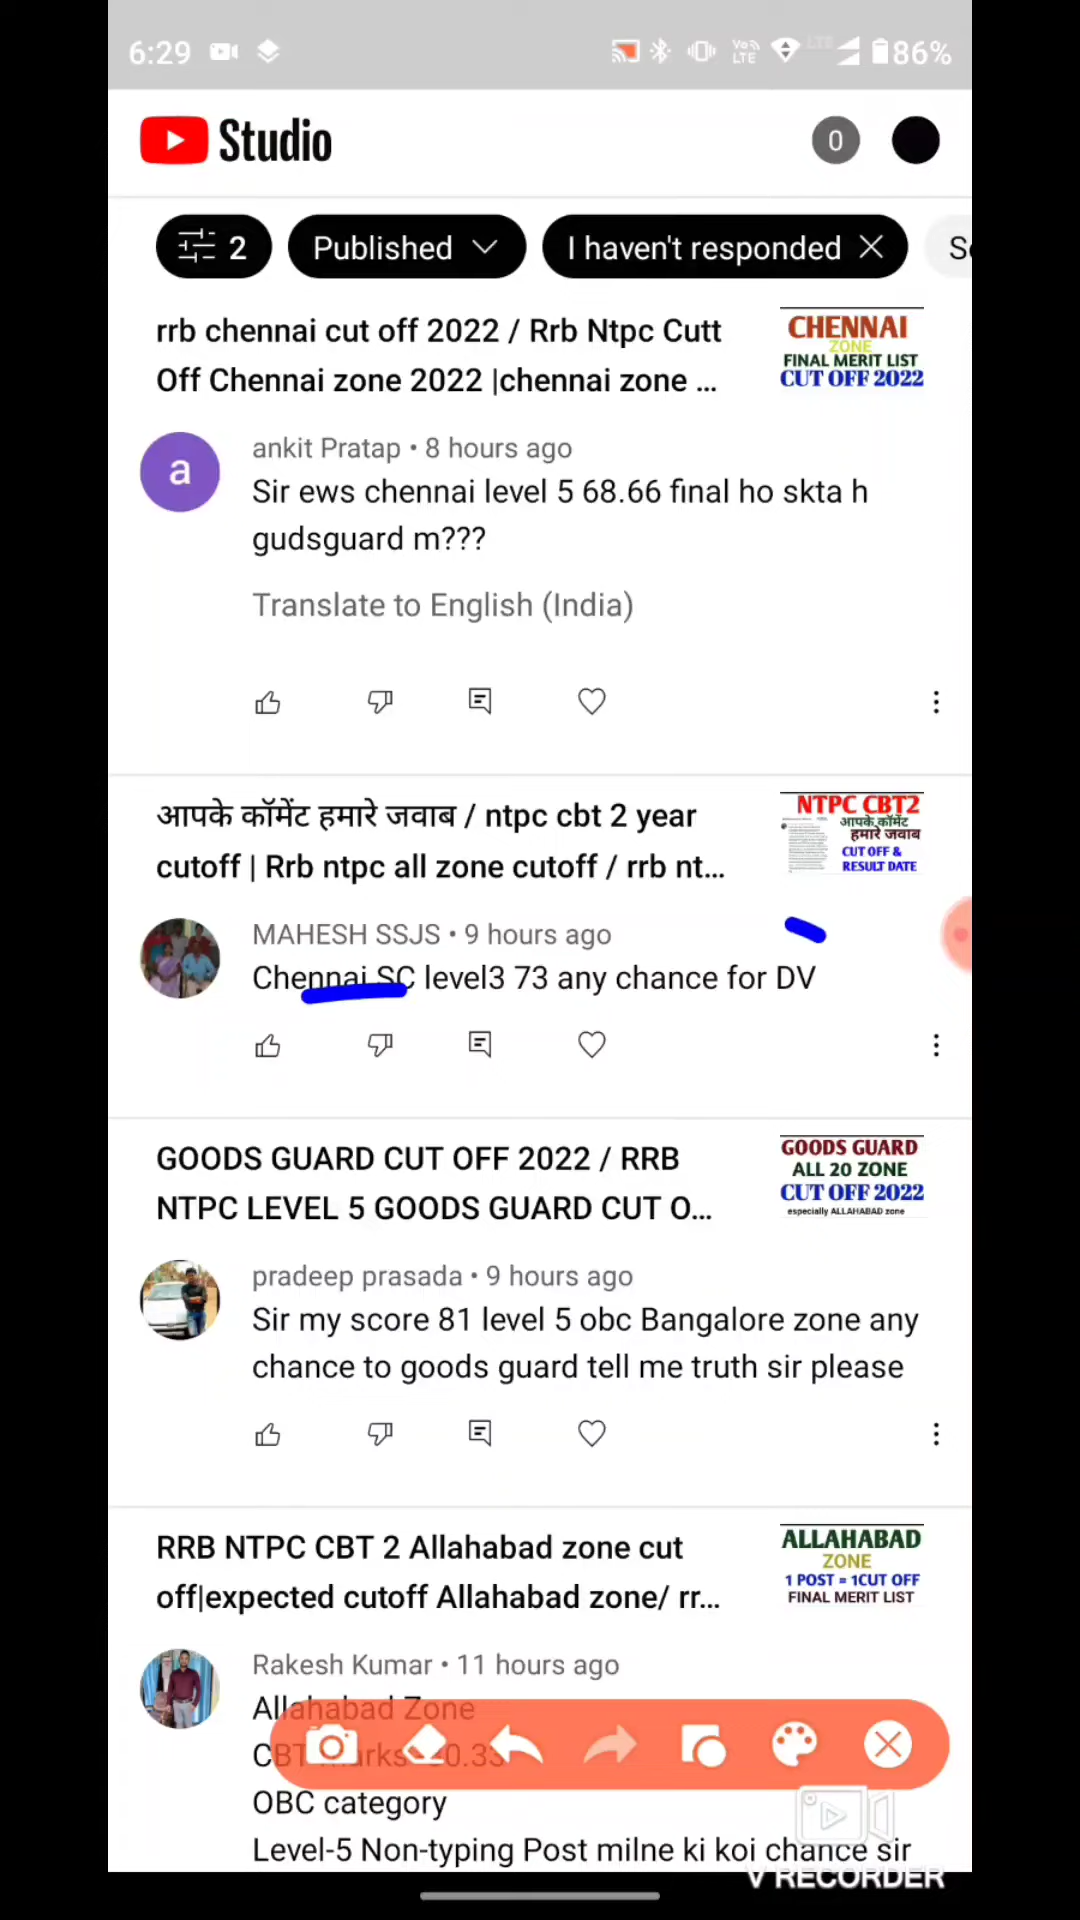 6:29
Vo LTE
LTE
86%
Studio
0
2
Published
I haven't responded
rrb chennai cut off 2022 / Rrb Ntpc Cutt
Off Chennai zone 2022 |chennai zone ...
CHENNAI
ZONE
FINAL MERIT LIST
CUT OFF 2022
a
ankit Pratap • 8 hours ago
Sir ews chennai level 5 68.66 final ho skta h
gudsguard m???
Translate to English (India)
आपके कॉमेंट हमारे जवाब / ntpc cbt 2 year
cutoff | Rrb ntpc all zone cutoff / rrb nt...
NTPC CBT2
आपके कॉमेंट
हमारे जवाब
CUT OFF &
RESULT DATE
MAHESH SSJS • 9 hours ago
Chennai SC level3 73 any chance for DV
GOODS GUARD CUT OFF 2022 / RRB
NTPC LEVEL 5 GOODS GUARD CUT O...
GOODS GUARD
ALL 20 ZONE
CUT OFF 2022
especially ALLAHABAD zone
pradeep prasada • 9 hours ago
Sir my score 81 level 5 obc Bangalore zone any
chance to goods guard tell me truth sir please
RRB NTPC CBT 2 Allahabad zone cut
off|expected cutoff Allahabad zone/ rr...
ALLAHABAD
ZONE
1 POST = 1CUT OFF
FINAL MERIT LIST
Rakesh Kumar • 11 hours ago
Allahabad Zone
OBC category
Level-5 Non-typing Post milne ki koi chance sir
V RECORDER